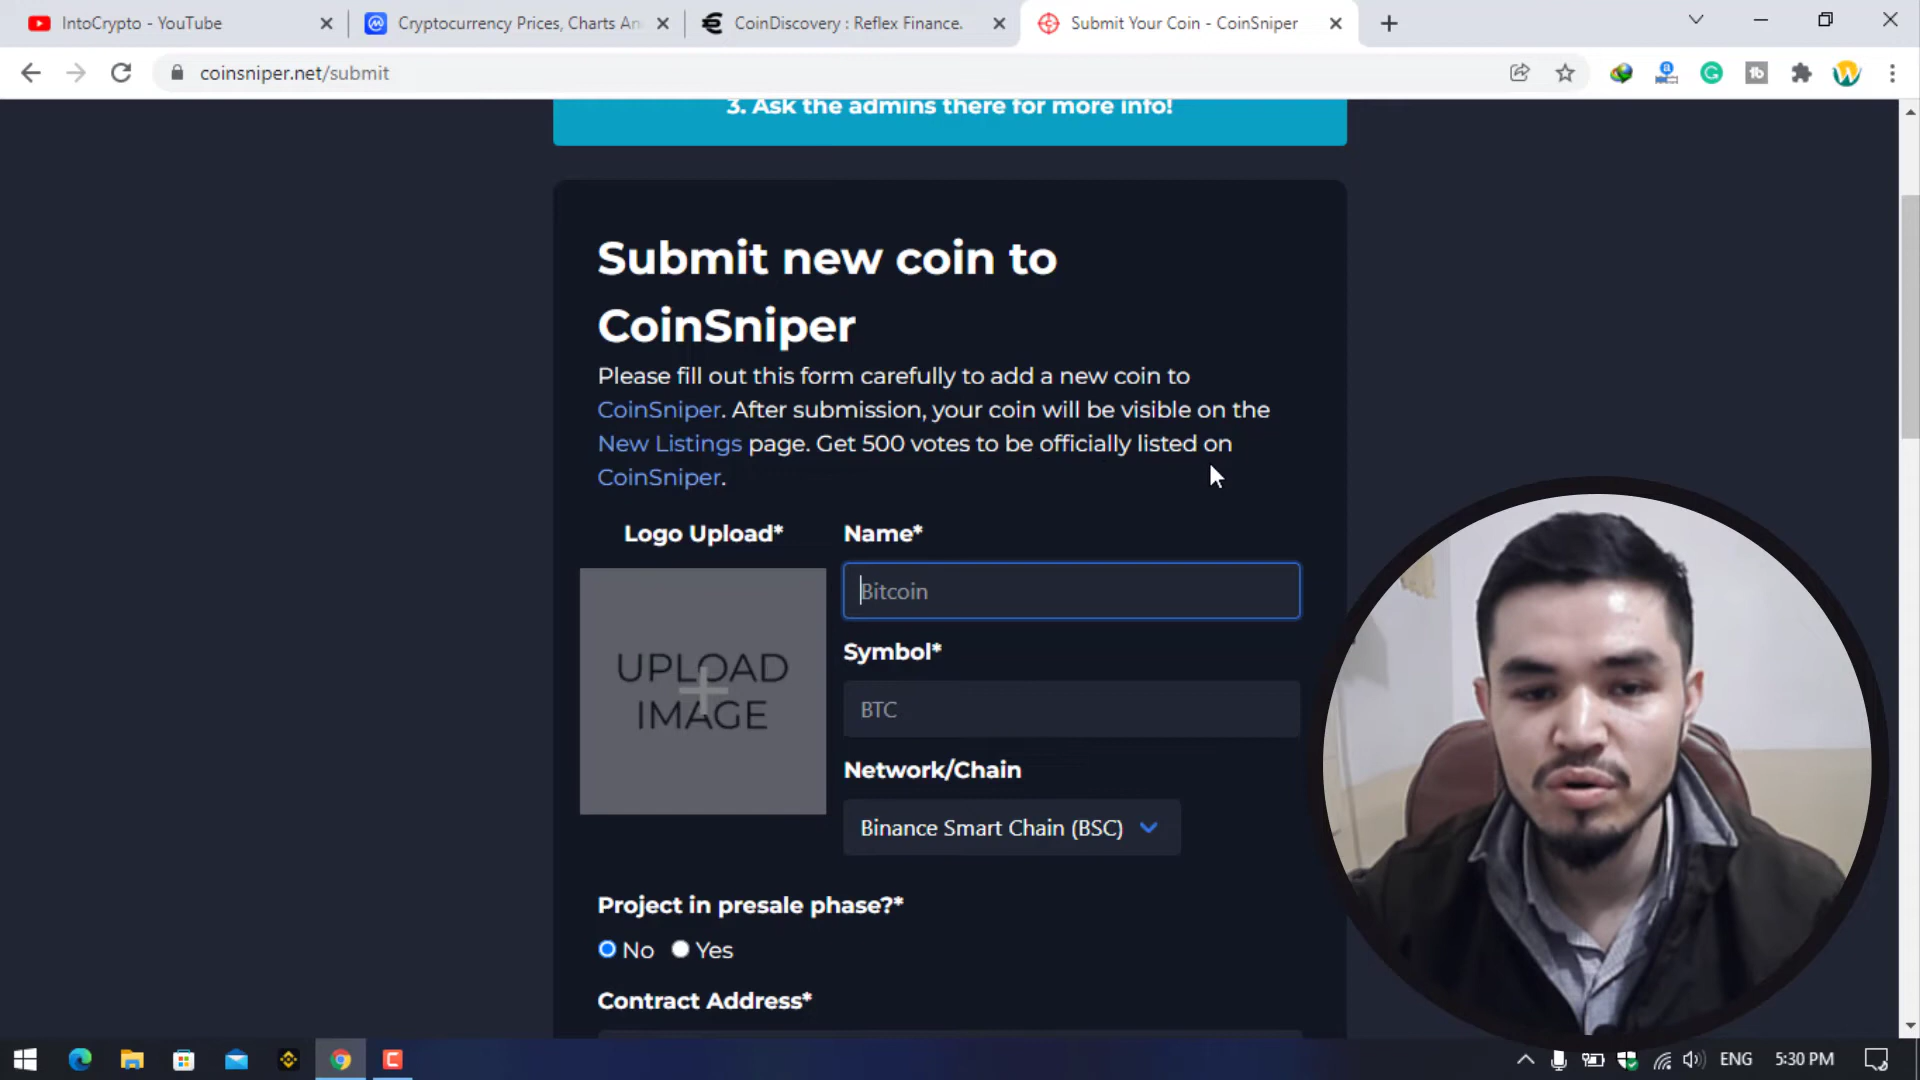 IntoCrypto - YouTube
Cryptocurrency Prices, Charts An
CoinDiscovery : Reflex Finance.
Submit Your Coin - CoinSniper
coinsniper.net/submit
3. Ask the admins there for more info!
Submit new coin to
CoinSniper
Please fill out this form carefully to add a new coin to
CoinSniper. After submission, your coin will be visible on the
New Listings page. Get 500 votes to be officially listed on
CoinSniper.
Logo Upload*
UPLOAD
IMAGE
Name*
Bitcoin
Symbol*
BTC
Network/Chain
Binance Smart Chain (BSC)
Project in presale phase?*
No
Yes
Contract Address*
ENG
5:30 PM